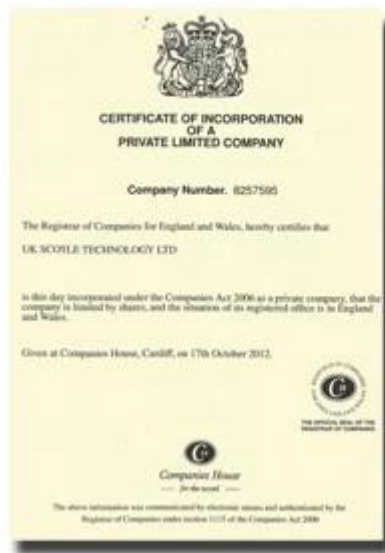 CERTIFICATE OF INCORPORATION
OF A
PRIVATE LIMITED COMPANY
Company Number. 8257595
The Registrar of Companies for England and Wales, hereby certifies that
UK SCOYLE TECHNOLOGY LTD
is this day incorporated under the Companies Act 2006 as a private company, that the
company is limited by shares, and the situation of its registered office is in England
and Wales.
Given at Companies House, Cardiff, on 17th October 2012.
THE OFFICIAL SEAL OF THE
REGISTRAR OF COMPANIES
Companies House
for the record
The above information was communicated by electronic means and authenticated by the
Registrar of Companies under section 1115 of the Companies Act 2006